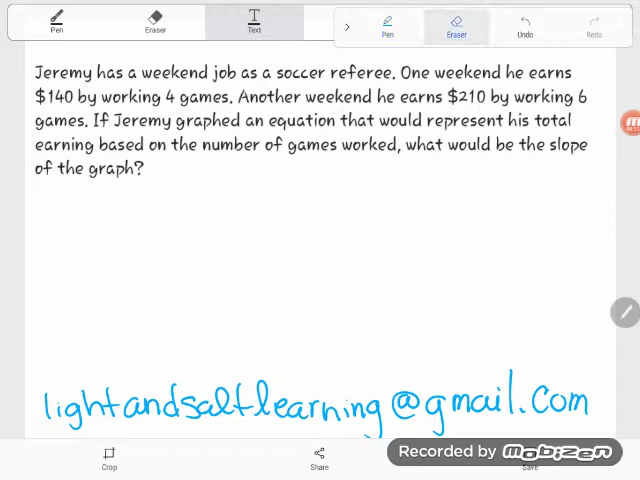 Pen Eraser Text Pen Eraser Undo Redo
Jeremy has a weekend job as a soccer referee. One weekend he earns
$140 by working 4 games. Another weekend he earns $210 by working 6
games. If Jeremy graphed an equation that would represent his total
earning based on the number of games worked, what would be the slope
of the graph?
lightandsaltlearning@gmail.com
Recorded by mobizen
Crop Share Save